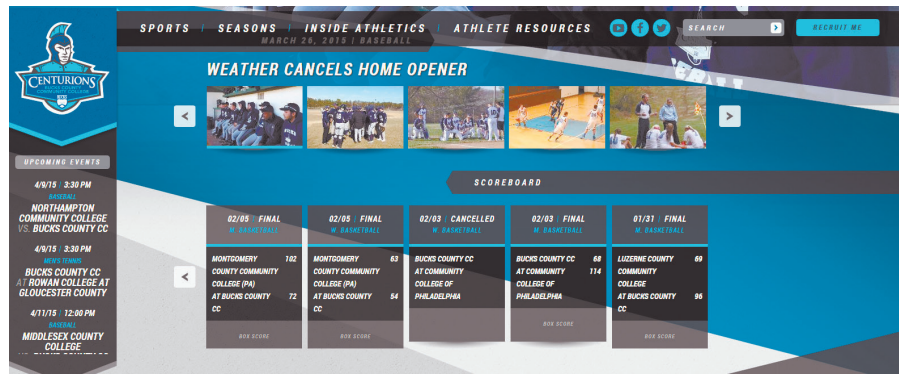 SPORTS | SEASONS | INSIDE ATHLETICS | ATHLETE RESOURCES
SEARCH
RECRUIT ME
MARCH 26, 2015 | BASEBALL
WEATHER CANCELS HOME OPENER
CENTURIONS
BUCKS COUNTY
COMMUNITY COLLEGE
UPCOMING EVENTS
4/9/15 | 3:30 PM
BASEBALL
NORTHAMPTON
COMMUNITY COLLEGE
VS. BUCKS COUNTY CC
4/9/15 | 3:30 PM
MEN'S TENNIS
BUCKS COUNTY CC
AT ROWAN COLLEGE AT
GLOUCESTER COUNTY
4/11/15 | 12:00 PM
BASEBALL
MIDDLESEX COUNTY
COLLEGE
VS. BUCKS COUNTY CC
SCOREBOARD
02/05 | FINAL
M. BASKETBALL
MONTGOMERY 102
COUNTY COMMUNITY
COLLEGE (PA)
AT BUCKS COUNTY 72
CC
BOX SCORE
02/05 | FINAL
W. BASKETBALL
MONTGOMERY 63
COUNTY COMMUNITY
COLLEGE (PA)
AT BUCKS COUNTY 54
CC
BOX SCORE
02/03 | CANCELLED
W. BASKETBALL
BUCKS COUNTY CC
AT COMMUNITY
COLLEGE OF
PHILADELPHIA
02/03 | FINAL
M. BASKETBALL
BUCKS COUNTY CC 68
AT COMMUNITY 114
COLLEGE OF
PHILADELPHIA
BOX SCORE
01/31 | FINAL
M. BASKETBALL
LUZERNE COUNTY 69
COMMUNITY
COLLEGE
AT BUCKS COUNTY 96
CC
BOX SCORE